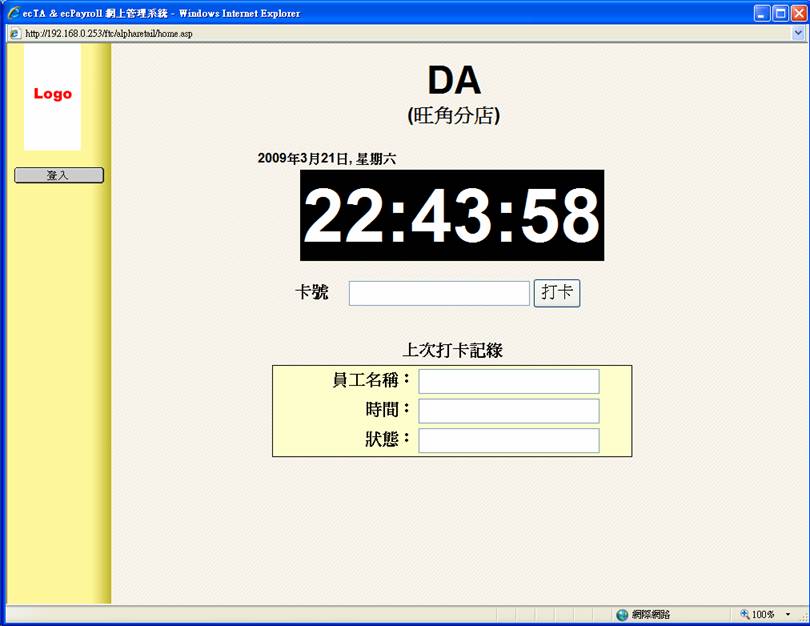 ecTA & ecPayroll 網上管理系統 - Windows Internet Explorer
http://192.168.0.253/ftc/alpharetail/home.asp
Logo
登入
DA
(旺角分店)
2009年3月21日, 星期六
22:43:58
卡號 打卡
上次打卡記錄
員工名稱：
時間：
狀態：
網際網路 100%